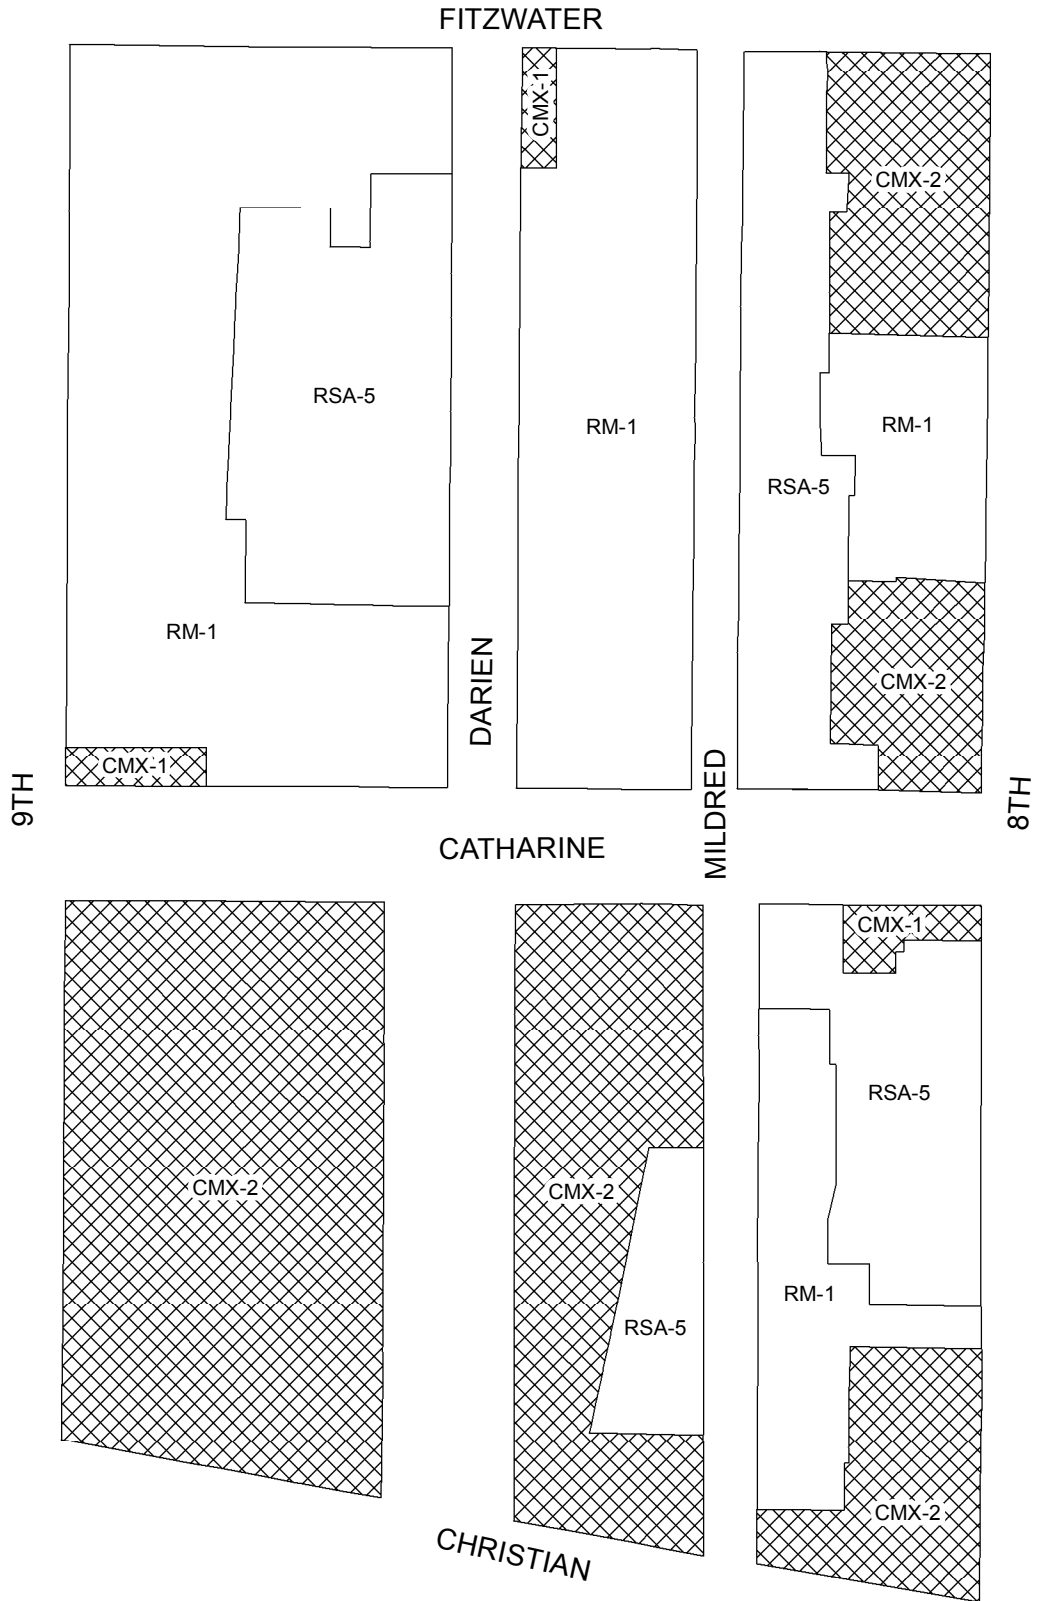 FITZWATER
CMX-1
CMX-2
RSA-5
RM-1
RM-1
RSA-5
RM-1
DARIEN
CMX-2
CMX-1
9TH
MILDRED
8TH
CATHARINE
CMX-1
RSA-5
CMX-2
CMX-2
RM-1
RSA-5
CMX-2
CHRISTIAN